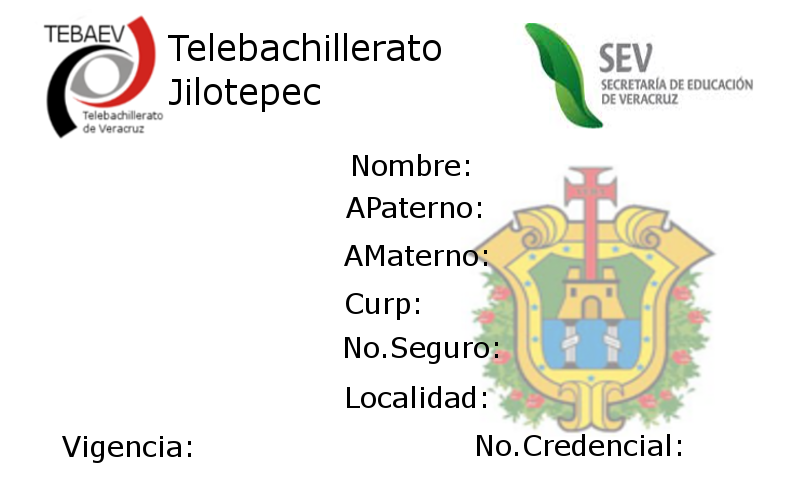 TEBAEV
Telebachillerato
de Veracruz
Telebachillerato
Jilotepec
SEV
SECRETARÍA DE EDUCACIÓN
DE VERACRUZ
Nombre:
APaterno:
AMaterno:
Curp:
No.Seguro:
Localidad:
Vigencia:
No.Credencial: